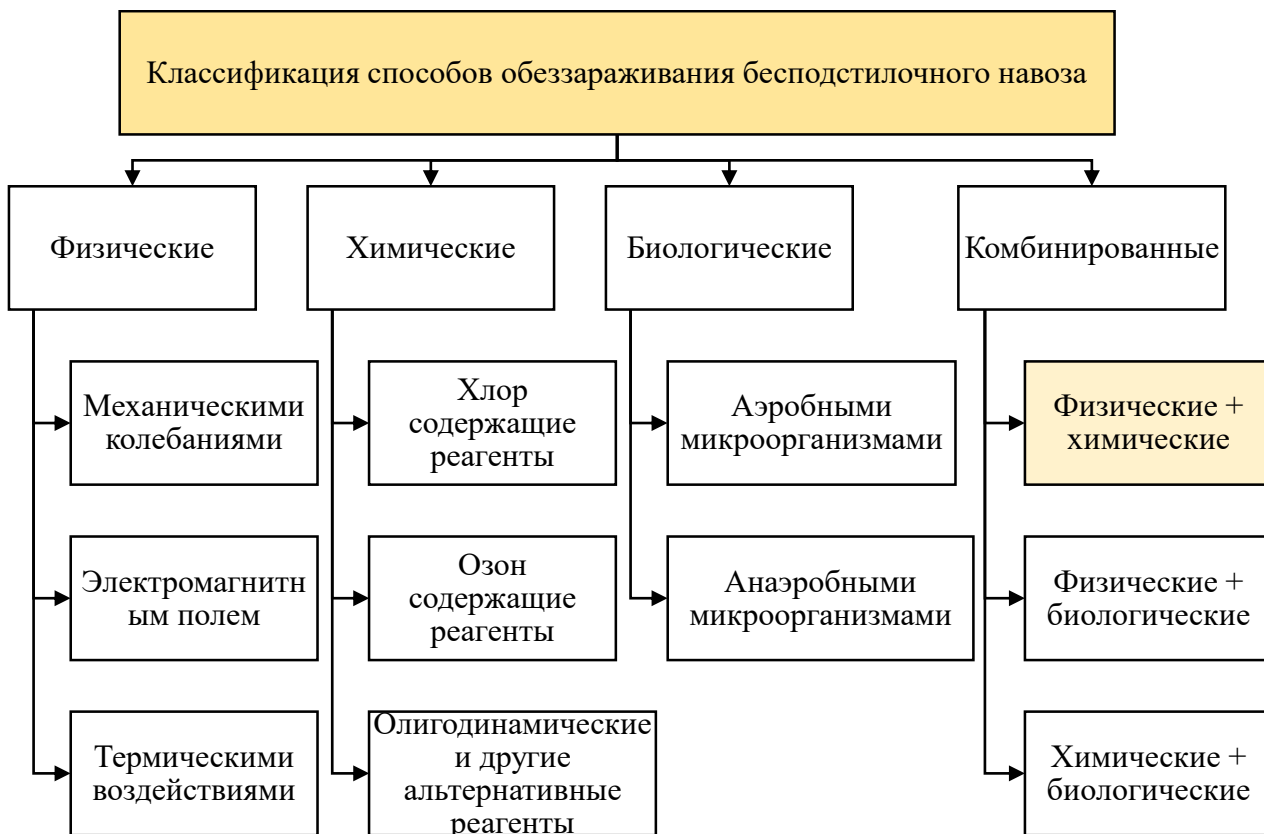 Классификация способов обеззараживания бесподстилочного навоза
Физические
Химические
Биологические
Комбинированные
Механическими
колебаниями
Хлор
содержащие
реагенты
Аэробными
микроорганизмами
Физические +
химические
Электромагнитн
ым полем
Озон
содержащие
реагенты
Анаэробными
микроорганизмами
Физические +
биологические
Термическими
воздействиями
Олигодинамические
и другие
альтернативные
реагенты
Химические +
биологические